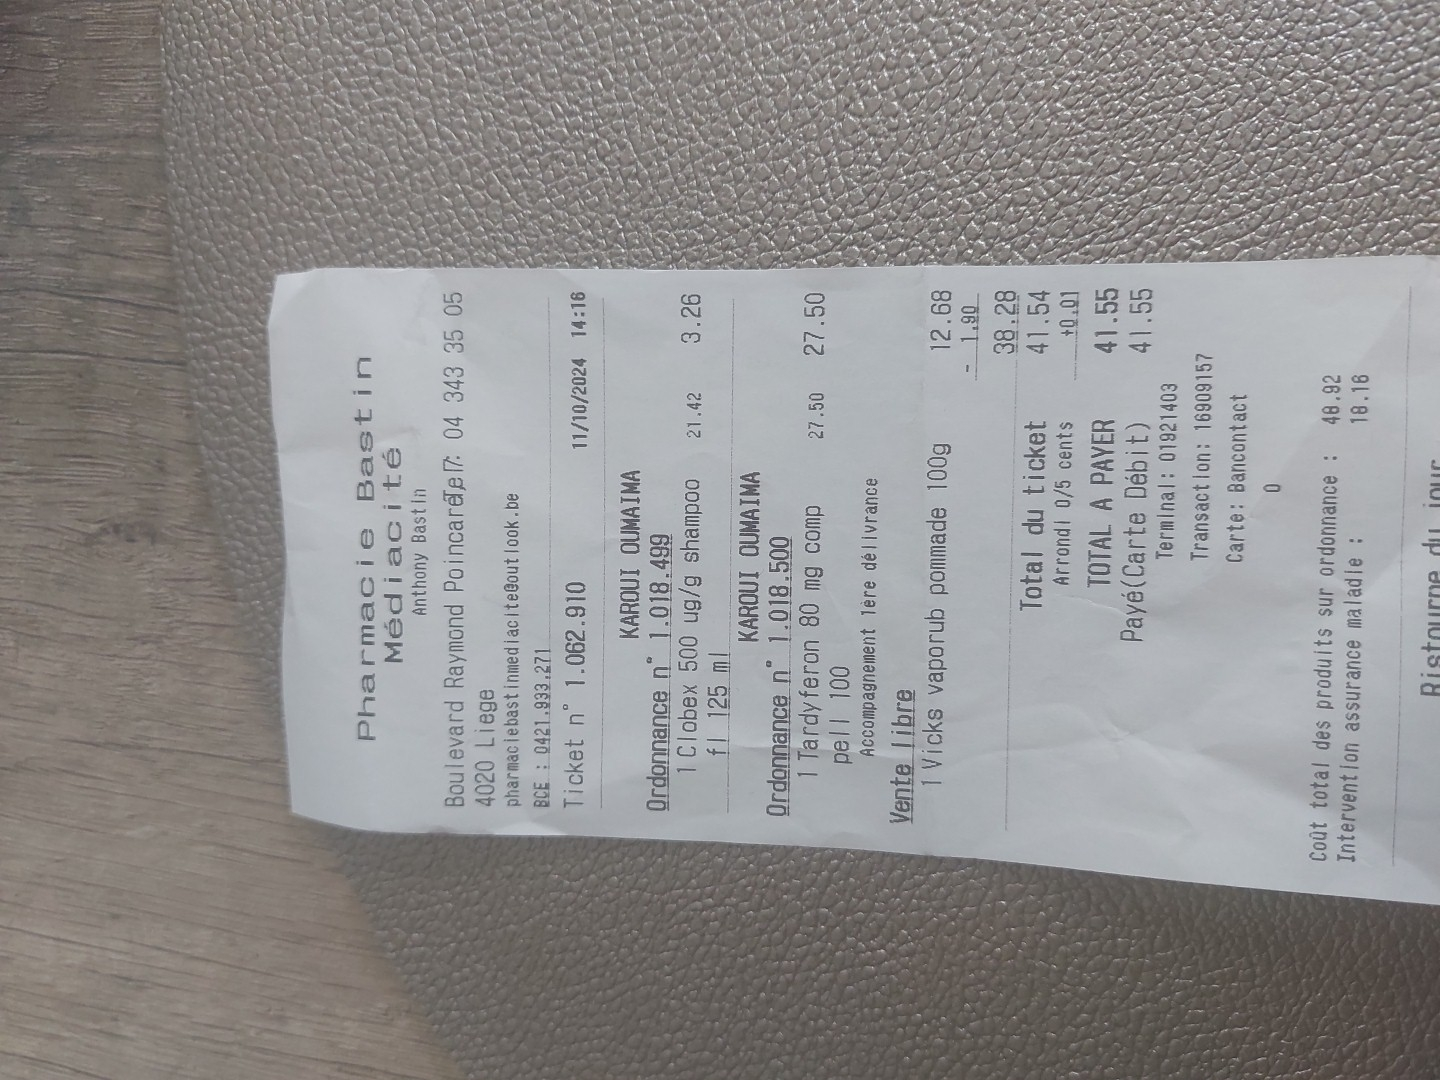 Pharmacie Bastin
Médiacité
Anthony Bastin
Boulevard Raymond Poincaré, 7 Tel: 04 343 35 05
4020 Liege
pharmaciebastinmediacite@outlook.be
BCE : 0421.933.271
Ticket n° 1.062.910 11/10/2024 14:16
KAROUI OUMAIMA
Ordonnance n° 1.018.499
1 Clobex 500 ug/g shampoo 21.42 3.26
fl 125 ml
KAROUI OUMAIMA
Ordonnance n° 1.018.500
1 Tardyferon 80 mg comp 27.50 27.50
pell 100
Accompagnement 1ère délivrance
Vente libre
1 Vicks vaporub pommade 100g 12.68
- 1.90
38.28
Total du ticket 41.54
Arrondi 0/5 cents +0.01
TOTAL A PAYER 41.55
Payé(Carte Débit) 41.55
Terminal: 01921403
Transaction: 16909157
Carte: Bancontact
0
Coût total des produits sur ordonnance : 48.92
Intervention assurance maladie : 18.16
Ristourne du jour